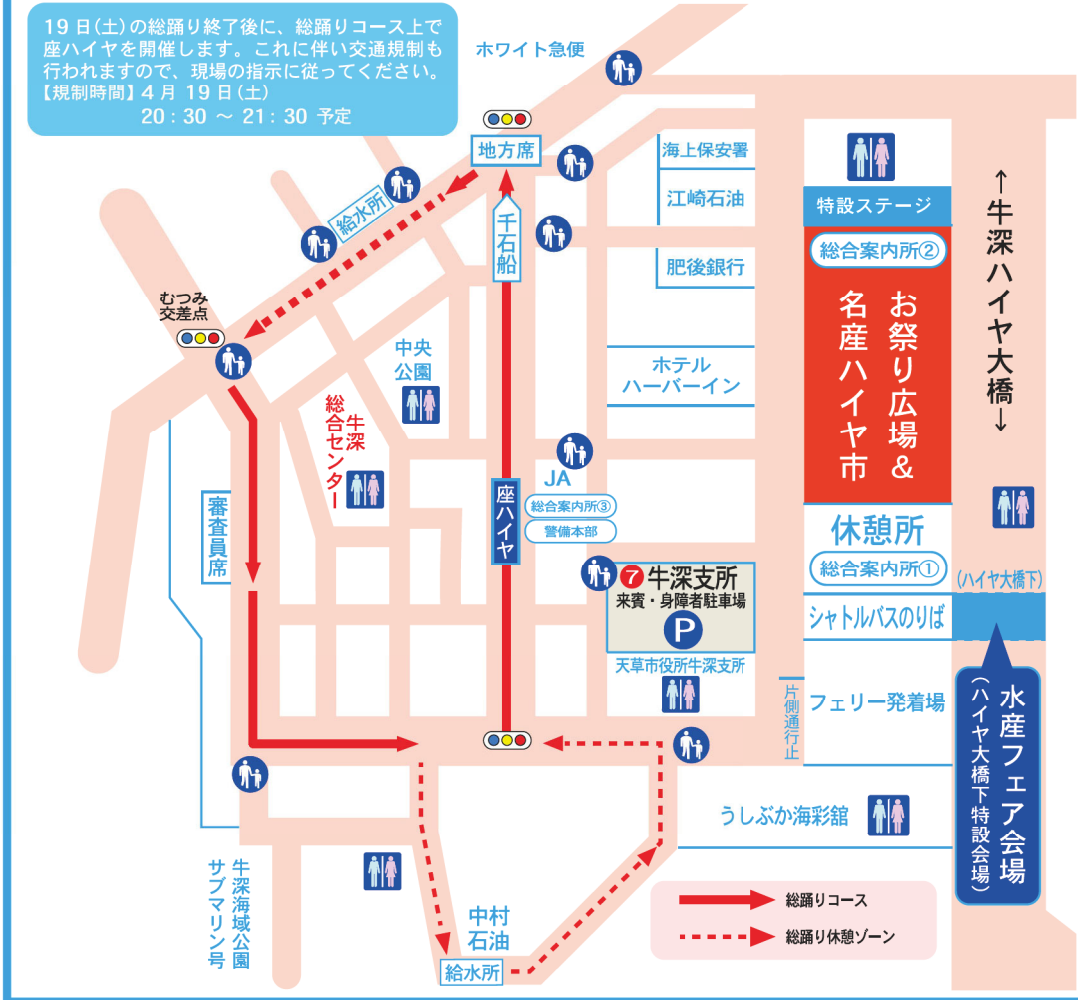 19日(土)の総踊り終了後に、総踊りコース上で
座ハイヤを開催します。これに伴い交通規制も
行われますので、現場の指示に従ってください。
【規制時間】4月19日(土)
20:30 ～ 21:30 予定
ホワイト急便
地方席
給水所
千石船
海上保安署
江崎石油
肥後銀行
ホテル
ハーバーイン
特設ステージ
総合案内所②
お祭り広場&
名産ハイヤ市
←牛深ハイヤ大橋→
むつみ
交差点
中央
公園
牛深
総合センター
審査員席
座ハイヤ
JA
総合案内所③
警備本部
休憩所
総合案内所①
シャトルバスのりば
(ハイヤ大橋下)
7 牛深支所
来賓・身障者駐車場
P
天草市役所牛深支所
片側通行止
フェリー発着場
水産フェア会場
(ハイヤ大橋下特設会場)
うしぶか海彩舘
牛深海域公園
サブマリン号
中村
石油
給水所
総踊りコース
総踊り休憩ゾーン